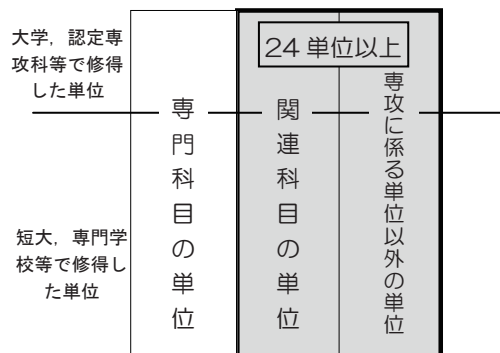 大学，認定専
攻科等で修得
した単位
24 単位以上
専門科目の単位
関連科目の単位
専攻に係る単位以外の単位
短大，専門学
校等で修得し
た単位